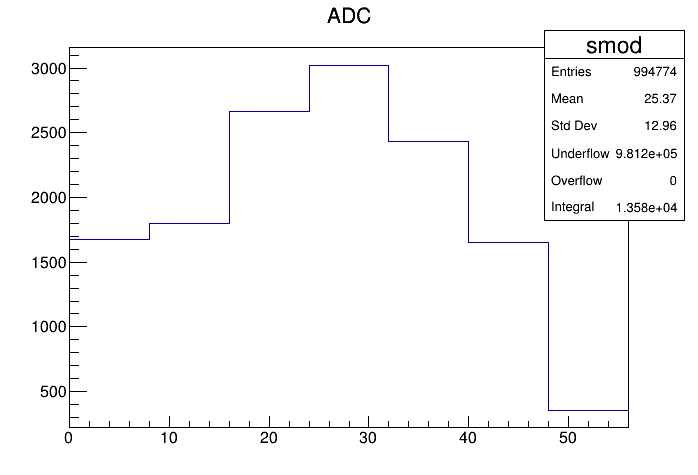 ADC
smod
Entries 994774
Mean 25.37
Std Dev 12.96
Underflow 9.812e+05
Overflow 0
Integral 1.358e+04
3000
2500
2000
1500
1000
500
0 10 20 30 40 50